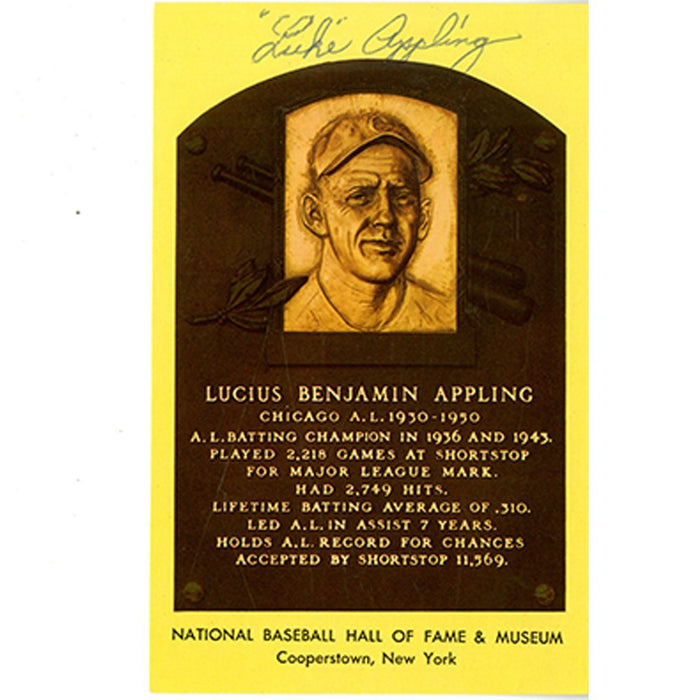 "Luke" Appling
LUCIUS BENJAMIN APPLING
CHICAGO A.L. 1930-1950
A.L. BATTING CHAMPION IN 1936 AND 1943.
PLAYED 2,218 GAMES AT SHORTSTOP
FOR MAJOR LEAGUE MARK.
HAD 2,749 HITS.
LIFETIME BATTING AVERAGE OF .310.
LED A.L. IN ASSIST 7 YEARS.
HOLDS A.L. RECORD FOR CHANCES
ACCEPTED BY SHORTSTOP 11,569.
NATIONAL BASEBALL HALL OF FAME & MUSEUM
Cooperstown, New York